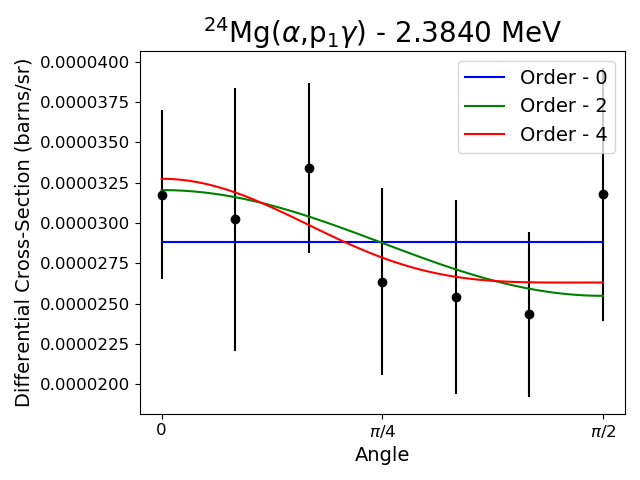 ²⁴Mg(α,p₁γ) - 2.3840 MeV
Differential Cross-Section (barns/sr)
0.0000400
0.0000375
0.0000350
0.0000325
0.0000300
0.0000275
0.0000250
0.0000225
0.0000200
Order - 0
Order - 2
Order - 4
0
π/4
π/2
Angle